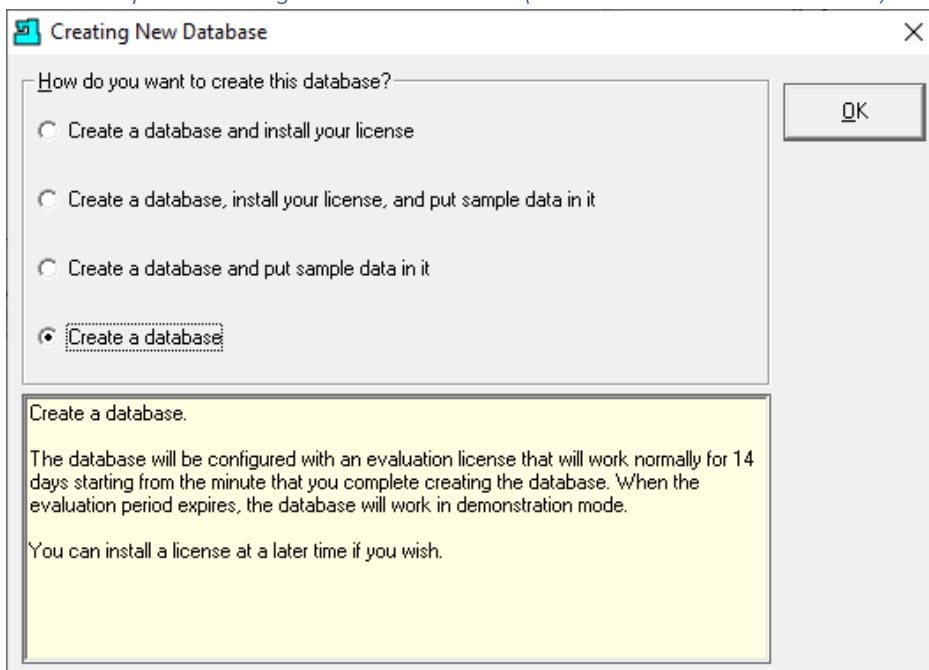 Creating New Database
How do you want to create this database?
OK
Create a database and install your license
Create a database, install your license, and put sample data in it
Create a database and put sample data in it
Create a database
Create a database.
The database will be configured with an evaluation license that will work normally for 14
days starting from the minute that you complete creating the database. When the
evaluation period expires, the database will work in demonstration mode.
You can install a license at a later time if you wish.